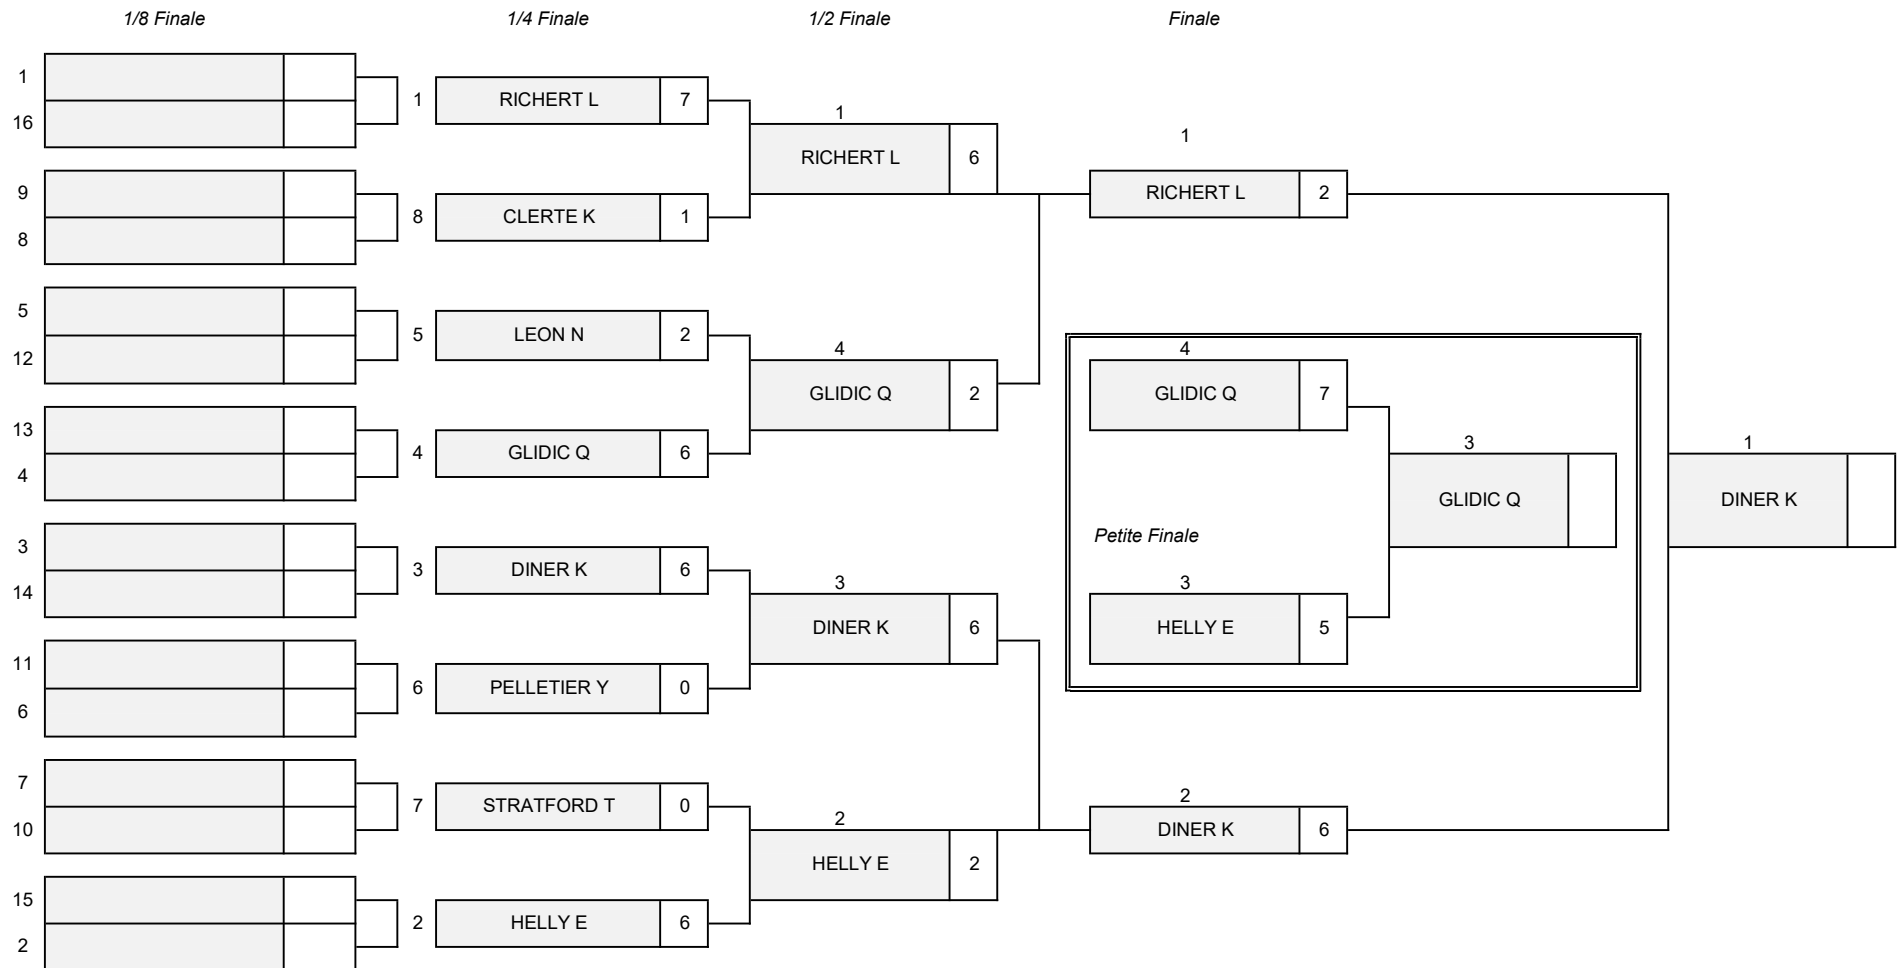 1/8 Finale 1/4 Finale 1/2 Finale Finale
1
16
9
8
5
12
13
4
3
14
11
6
7
10
15
2
1 RICHERT L 7
8 CLERTE K 1
5 LEON N 2
4 GLIDIC Q 6
3 DINER K 6
6 PELLETIER Y 0
7 STRATFORD T 0
2 HELLY E 6
1
RICHERT L 6
4
GLIDIC Q 2
3
DINER K 6
2
HELLY E 2
1
RICHERT L 2
4
GLIDIC Q 7
Petite Finale
3
HELLY E 5
3
GLIDIC Q
2
DINER K 6
1
DINER K